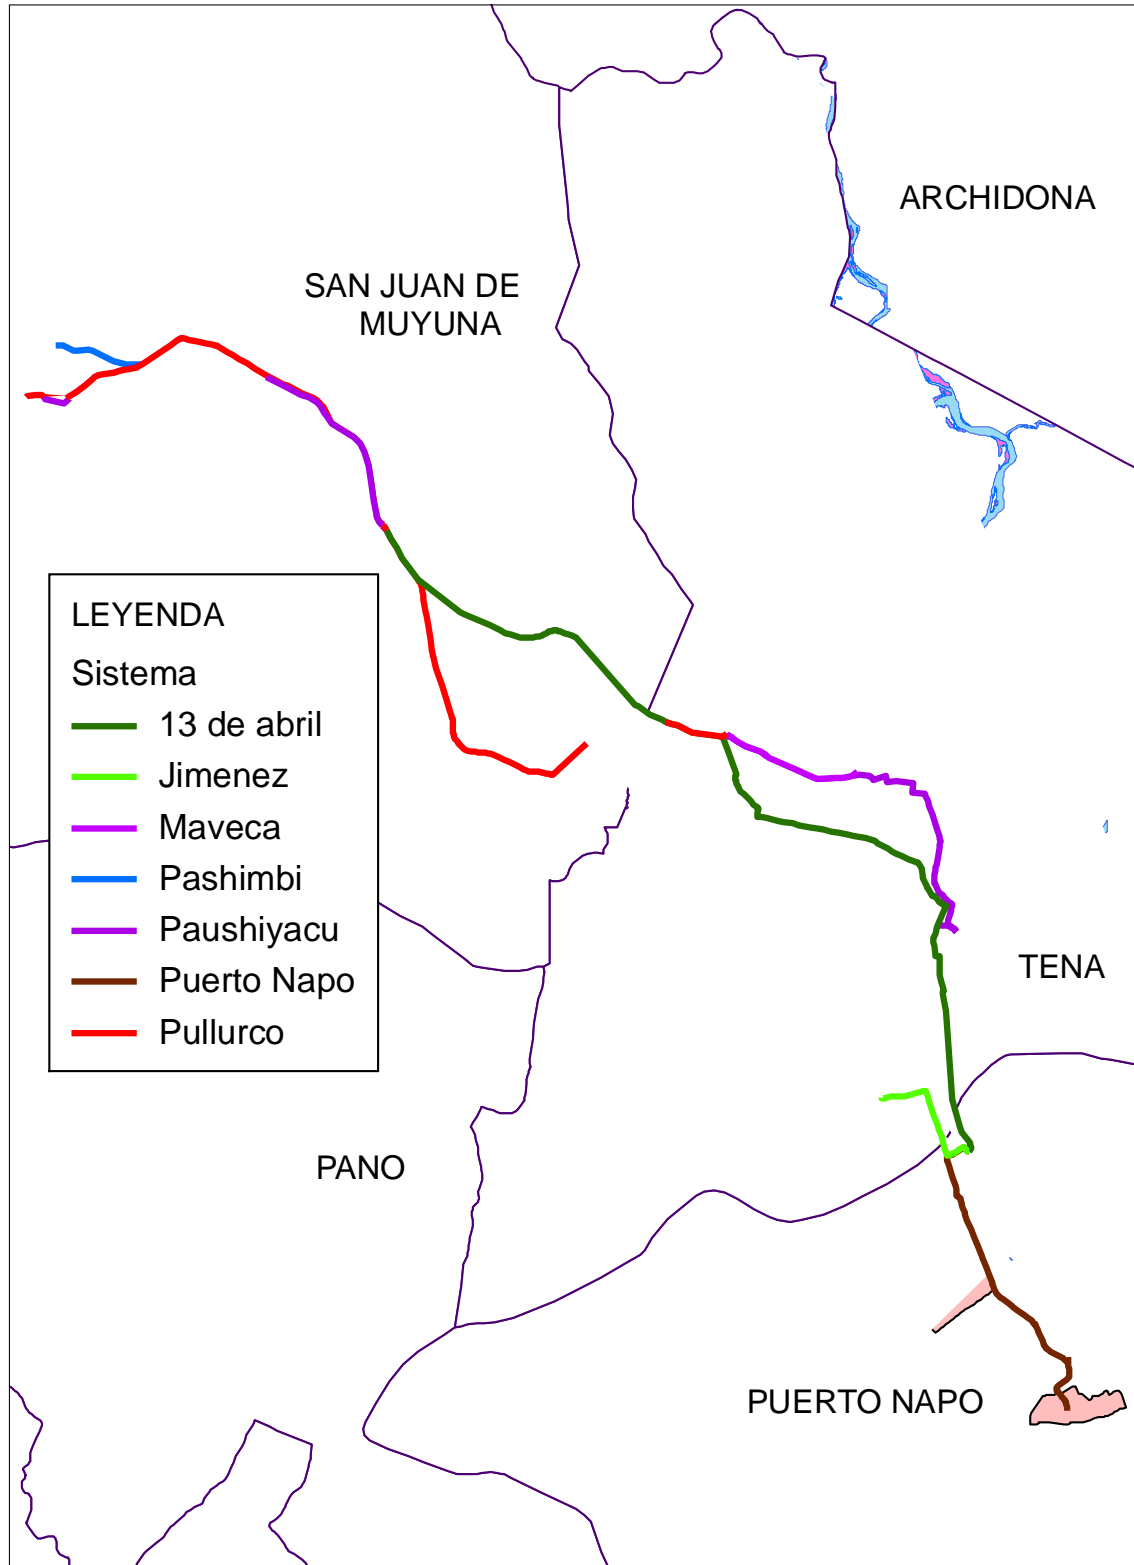 ARCHIDONA
SAN JUAN DE
MUYUNA
LEYENDA
Sistema
13 de abril
Jimenez
Maveca
Pashimbi
Paushiyacu
Puerto Napo
Pullurco
TENA
PANO
PUERTO NAPO